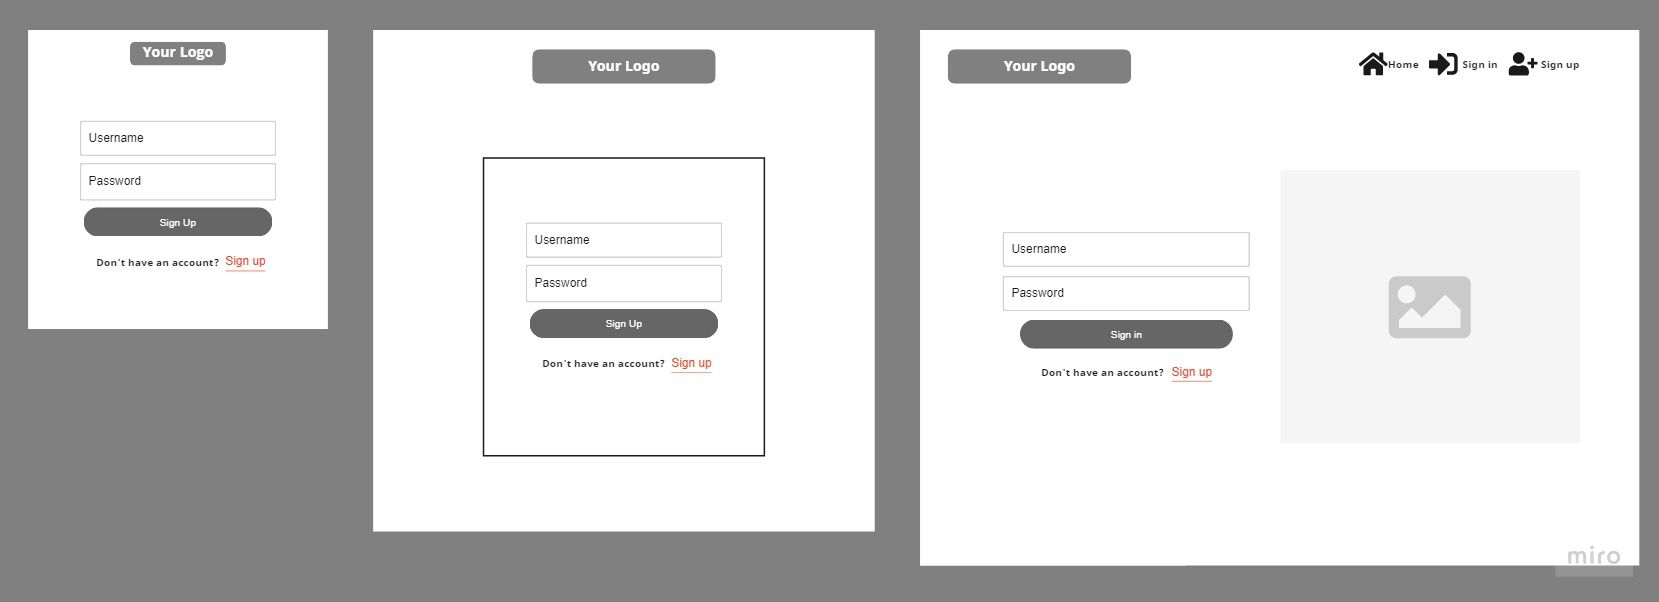 Your Logo
Username
Password
Sign Up
Don't have an account? Sign up
Your Logo
Username
Password
Sign Up
Don't have an account? Sign up
Your Logo
Home Sign in Sign up
Username
Password
Sign in
Don't have an account? Sign up
miro